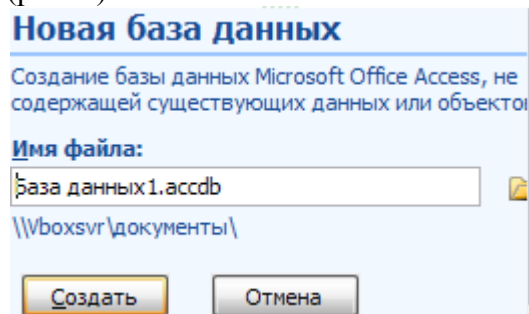 Новая база данных
Создание базы данных Microsoft Office Access, не
содержащей существующих данных или объектов
Имя файла:
База данных1.accdb
\\Vboxsvr\документы\
Создать Отмена